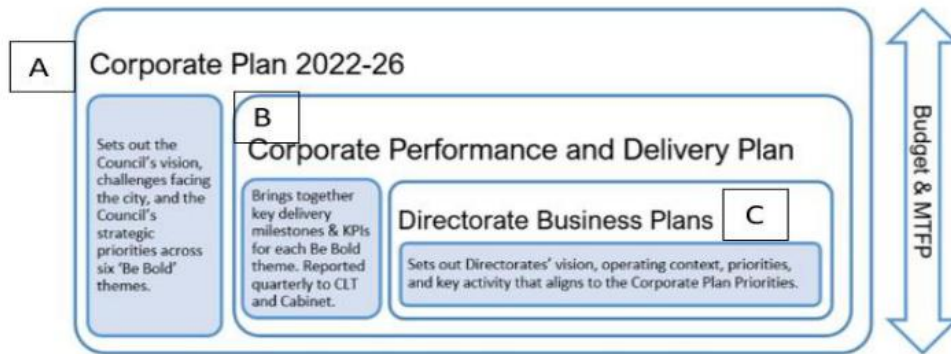 A
Corporate Plan 2022-26
Sets out the
Council's vision,
challenges facing
the city, and the
Council's
strategic
priorities across
six 'Be Bold'
themes.
B
Corporate Performance and Delivery Plan
Brings together
key delivery
milestones & KPIs
for each Be Bold
theme. Reported
quarterly to CLT
and Cabinet.
Directorate Business Plans
C
Sets out Directorates' vision, operating context, priorities,
and key activity that aligns to the Corporate Plan Priorities.
Budget & MTFP